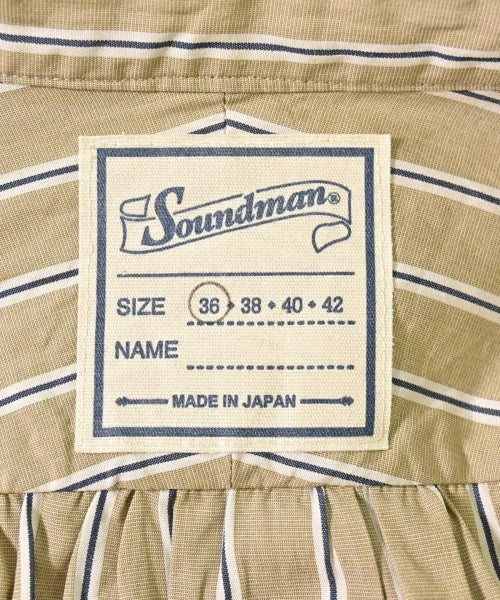 Soundman®
SIZE 36 • 38 • 40 • 42
NAME
MADE IN JAPAN